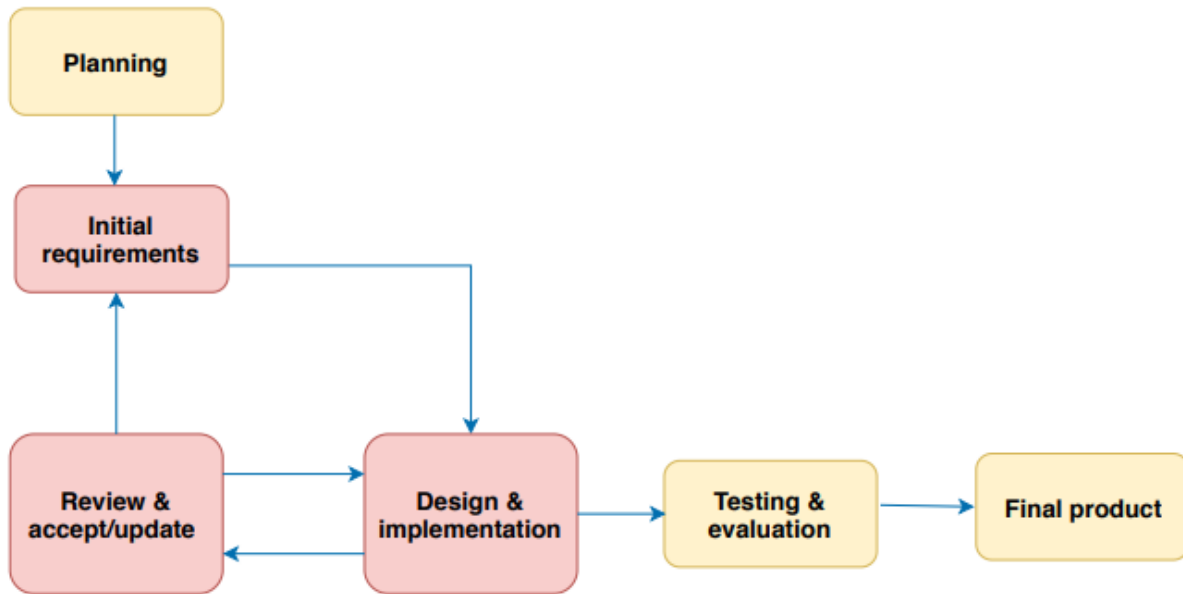 Planning
Initial
requirements
Review &
accept/update
Design &
implementation
Testing &
evaluation
Final product